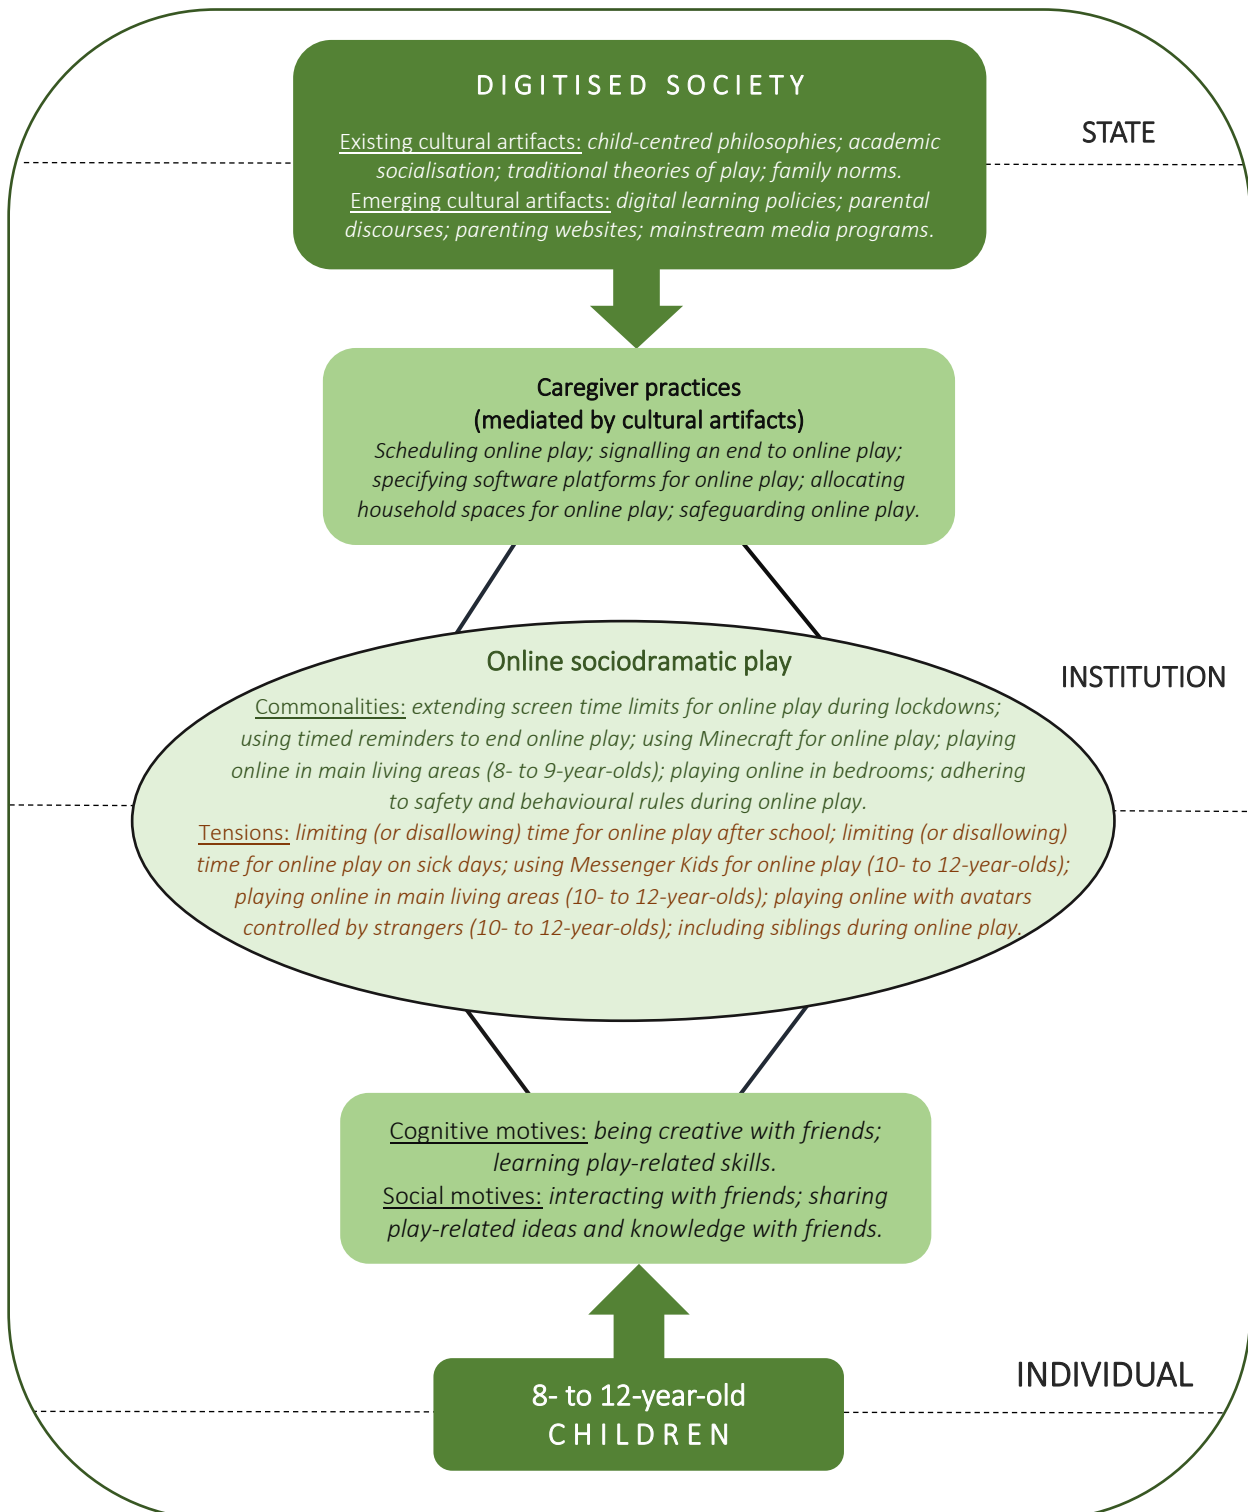 DIGITISED SOCIETY
STATE
Existing cultural artifacts: child-centred philosophies; academic
socialisation; traditional theories of play; family norms.
Emerging cultural artifacts: digital learning policies; parental
discourses; parenting websites; mainstream media programs.
Caregiver practices
(mediated by cultural artifacts)
Scheduling online play; signalling an end to online play;
specifying software platforms for online play; allocating
household spaces for online play; safeguarding online play.
Online sociodramatic play
INSTITUTION
Commonalities: extending screen time limits for online play during lockdowns;
using timed reminders to end online play; using Minecraft for online play; playing
online in main living areas (8- to 9-year-olds); playing online in bedrooms; adhering
to safety and behavioural rules during online play.
Tensions: limiting (or disallowing) time for online play after school; limiting (or disallowing)
time for online play on sick days; using Messenger Kids for online play (10- to 12-year-olds);
playing online in main living areas (10- to 12-year-olds); playing online with avatars
controlled by strangers (10- to 12-year-olds); including siblings during online play.
Cognitive motives: being creative with friends;
learning play-related skills.
Social motives: interacting with friends; sharing
play-related ideas and knowledge with friends.
INDIVIDUAL
8- to 12-year-old
CHILDREN